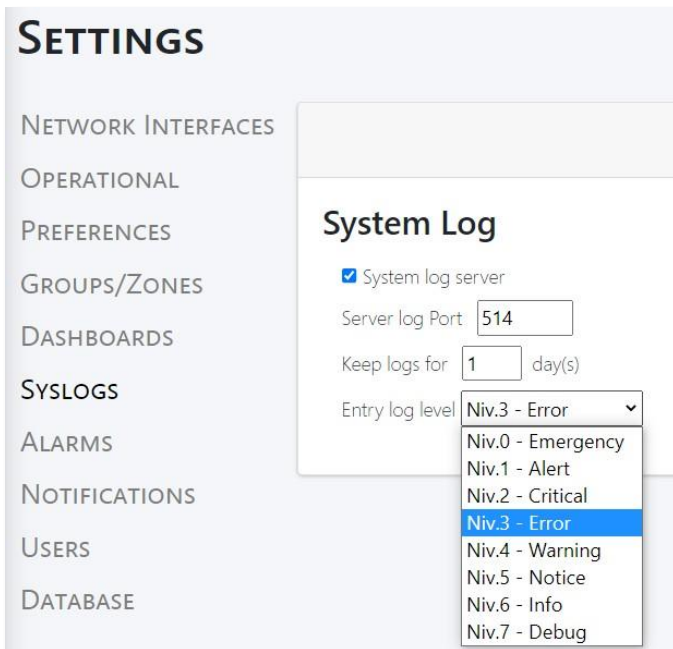 SETTINGS
NETWORK INTERFACES
OPERATIONAL
PREFERENCES
GROUPS/ZONES
DASHBOARDS
SYSLOGS
ALARMS
NOTIFICATIONS
USERS
DATABASE
System Log
System log server
Server log Port 514
Keep logs for 1 day(s)
Entry log level Niv.3 - Error
Niv.0 - Emergency
Niv.1 - Alert
Niv.2 - Critical
Niv.3 - Error
Niv.4 - Warning
Niv.5 - Notice
Niv.6 - Info
Niv.7 - Debug